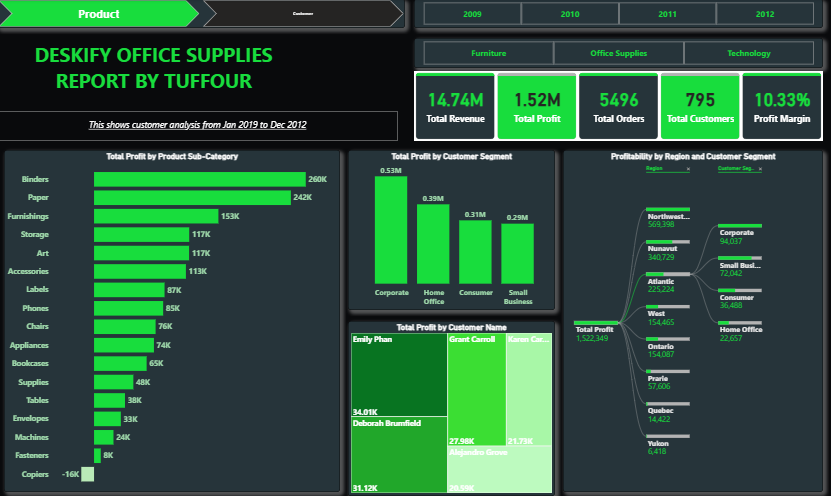 Product
Customer
2009
2010
2011
2012
DESKIFY OFFICE SUPPLIES
REPORT BY TUFFOUR
This shows customer analysis from Jan 2019 to Dec 2012
Furniture
Office Supplies
Technology
14.74M
Total Revenue
1.52M
Total Profit
5496
Total Orders
795
Total Customers
10.33%
Profit Margin
Total Profit by Product Sub-Category
Binders 260K
Paper 242K
Furnishings 153K
Storage 117K
Art 117K
Accessories 113K
Labels 87K
Phones 85K
Chairs 76K
Appliances 74K
Bookcases 65K
Supplies 48K
Tables 38K
Envelopes 33K
Machines 24K
Fasteners 8K
Copiers -16K
Total Profit by Customer Segment
0.53M
0.39M
0.31M
0.29M
Corporate
Home
Office
Consumer
Small
Business
Total Profit by Customer Name
Emily Phan
34.01K
Deborah Brumfield
31.12K
Grant Carroll
27.98K
Karen Car...
21.73K
Alejandro Grove
Profitability by Region and Customer Segment
Region
Customer Seg..
Total Profit
1,522,349
Northwest...
569,398
Nunavut
340,729
Atlantic
225,224
West
154,465
Ontario
154,087
Prarie
57,606
Quebec
14,422
Yukon
6,418
Corporate
94,037
Small Busi...
72,042
Consumer
36,488
Home Office
22,657